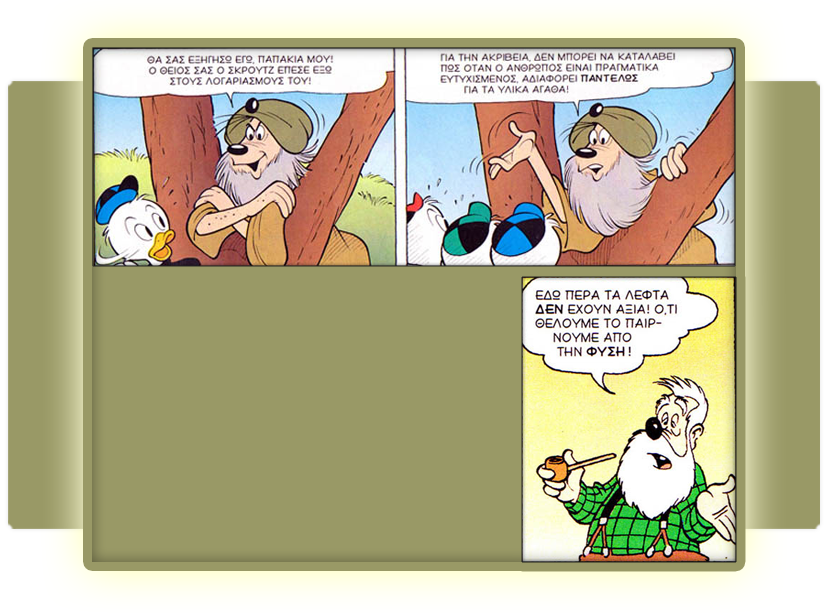 ΘΑ ΣΑΣ ΕΞΗΓΗΣΩ ΕΓΩ, ΠΑΠΑΚΙΑ ΜΟΥ!
Ο ΘΕΙΟΣ ΣΑΣ Ο ΣΚΡΟΥΤΖ ΕΠΕΣΕ ΕΞΩ
ΣΤΟΥΣ ΛΟΓΑΡΙΑΣΜΟΥΣ ΤΟΥ!
ΓΙΑ ΤΗΝ ΑΚΡΙΒΕΙΑ, ΔΕΝ ΜΠΟΡΕΙ ΝΑ ΚΑΤΑΛΑΒΕΙ
ΠΩΣ ΟΤΑΝ Ο ΑΝΘΡΩΠΟΣ ΕΙΝΑΙ ΠΡΑΓΜΑΤΙΚΑ
ΕΥΤΥΧΙΣΜΕΝΟΣ, ΑΔΙΑΦΟΡΕΙ ΠΑΝΤΕΛΩΣ
ΓΙΑ ΤΑ ΥΛΙΚΑ ΑΓΑΘΑ!
ΕΔΩ ΠΕΡΑ ΤΑ ΛΕΦΤΑ
ΔΕΝ ΕΧΟΥΝ ΑΞΙΑ! Ο,ΤΙ
ΘΕΛΟΥΜΕ ΤΟ ΠΑΙΡ-
ΝΟΥΜΕ ΑΠΟ
ΤΗΝ ΦΥΣΗ!